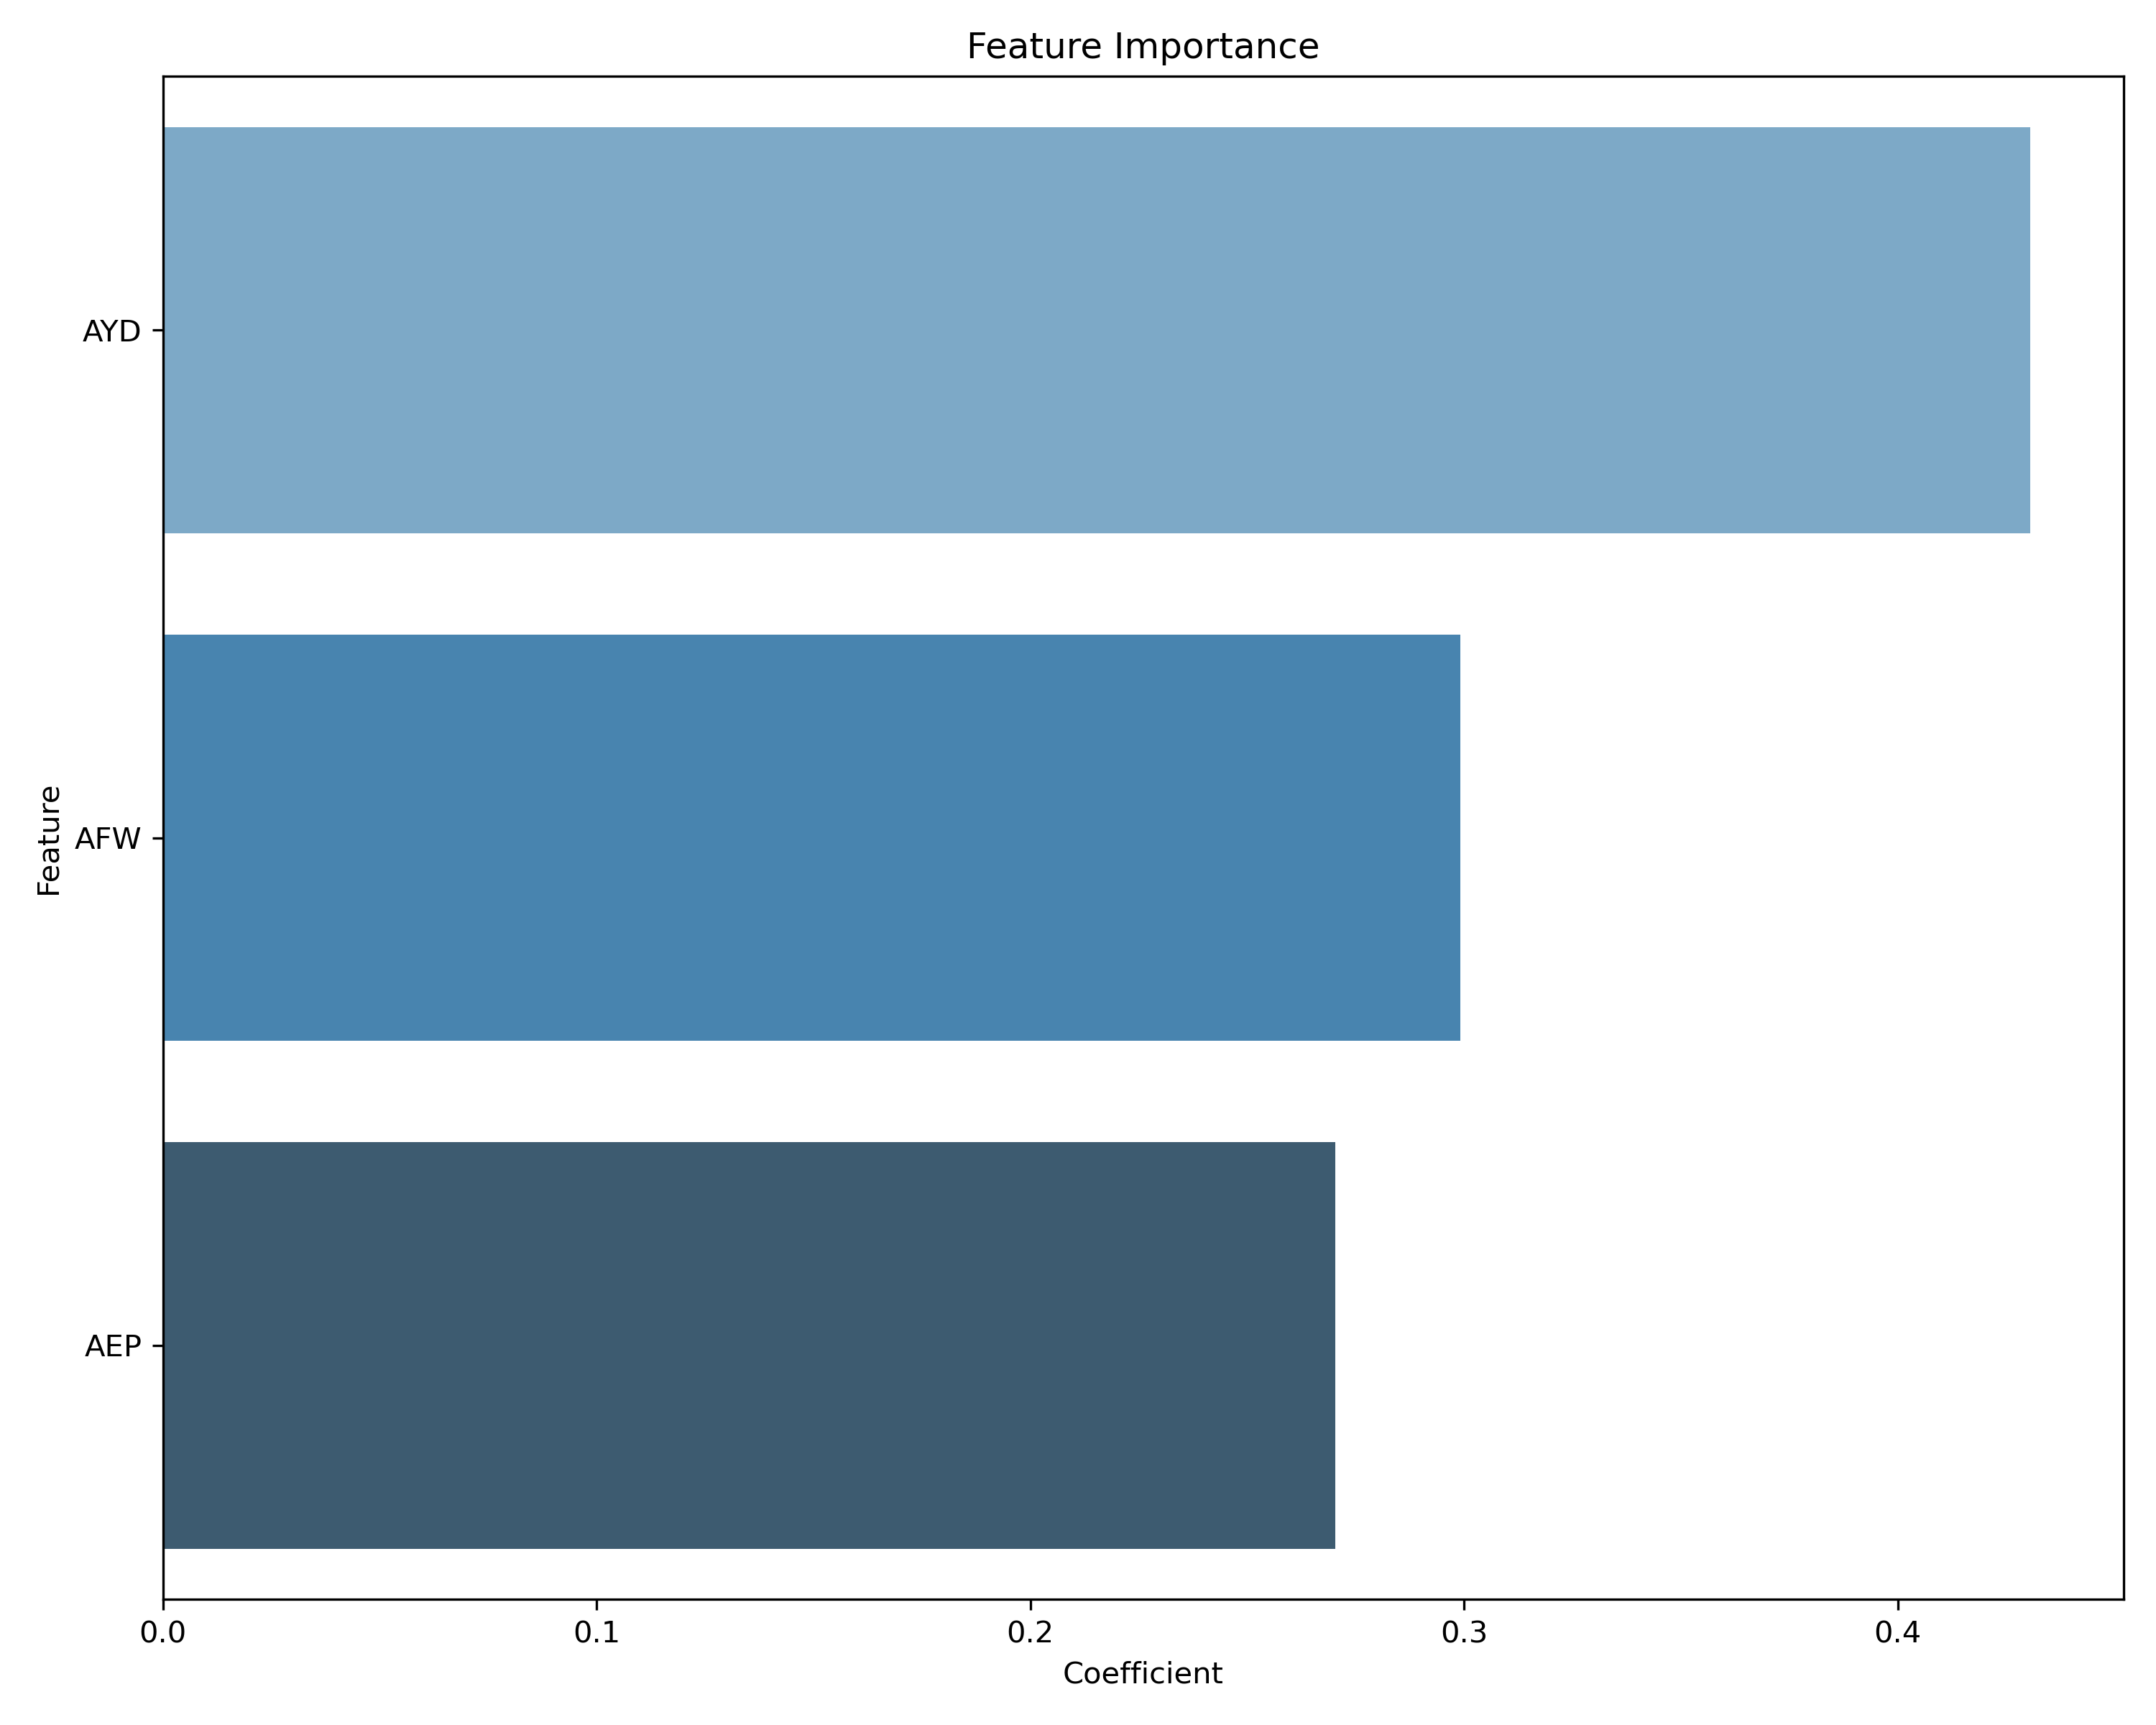 Feature Importance
AYD
AFW
AEP
Feature
0.0 0.1 0.2 0.3 0.4
Coefficient